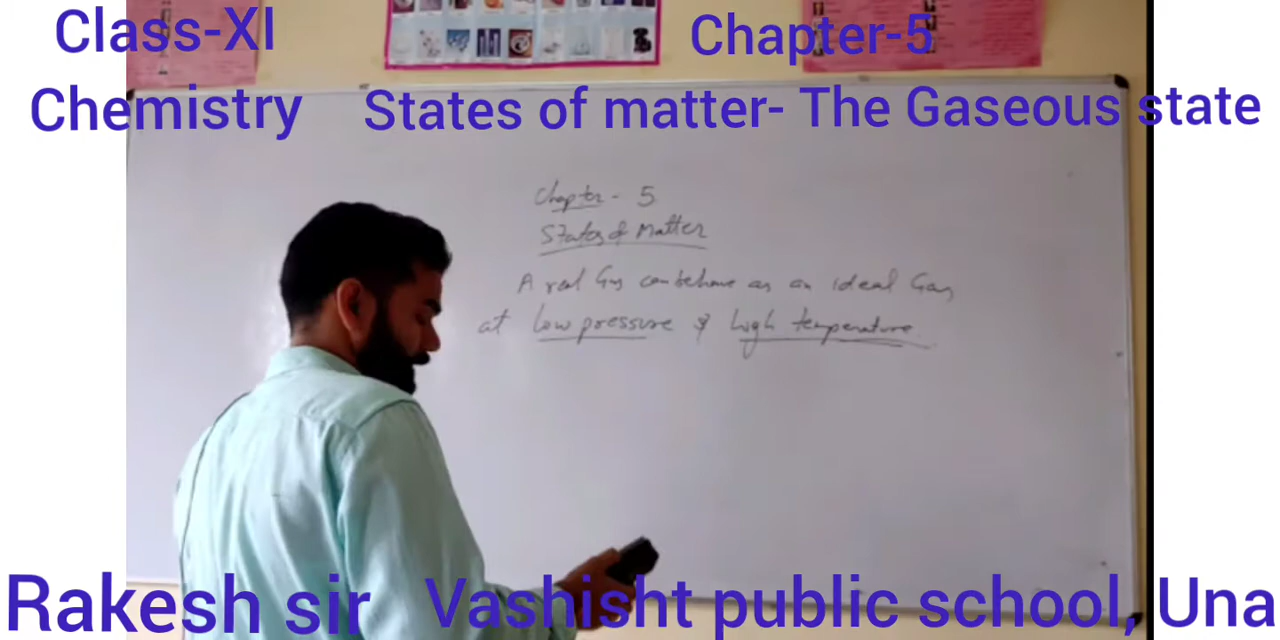 Class-XI
Chapter-5
Chemistry
States of matter- The Gaseous state
Chapter - 5
States of Matter
A real Gas can behave as an ideal Gas
at low pressure & high temperature.
Rakesh sir
Vashisht public school, Una